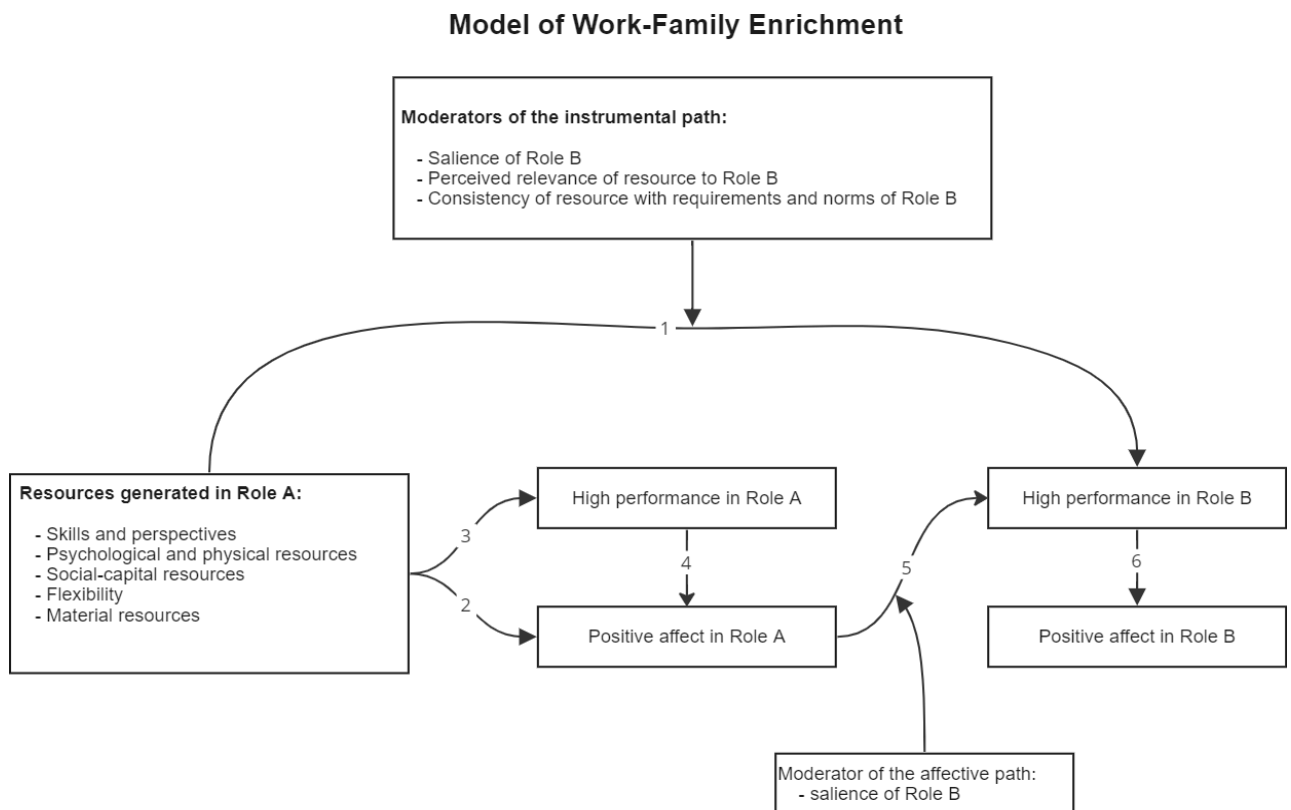 Model of Work-Family Enrichment
Moderators of the instrumental path:
- Salience of Role B
- Perceived relevance of resource to Role B
- Consistency of resource with requirements and norms of Role B
1
Resources generated in Role A:
- Skills and perspectives
- Psychological and physical resources
- Social-capital resources
- Flexibility
- Material resources
3
2
High performance in Role A
4
Positive affect in Role A
5
High performance in Role B
6
Positive affect in Role B
Moderator of the affective path:
- salience of Role B